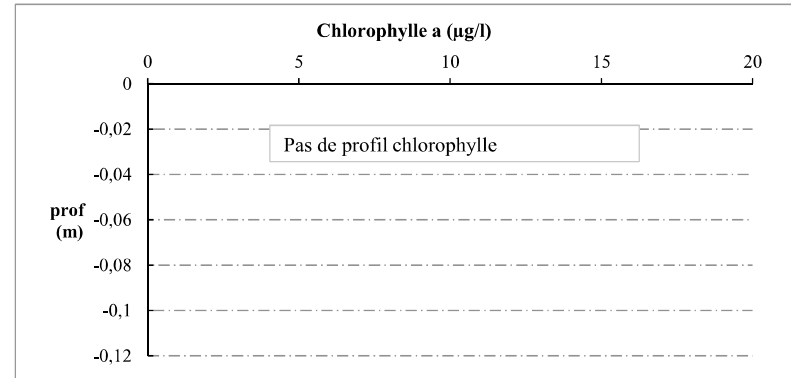 Chlorophylle a (µg/l)
0 5 10 15 20
0
-0,02
Pas de profil chlorophylle
-0,04
prof
(m)
-0,06
-0,08
-0,1
-0,12